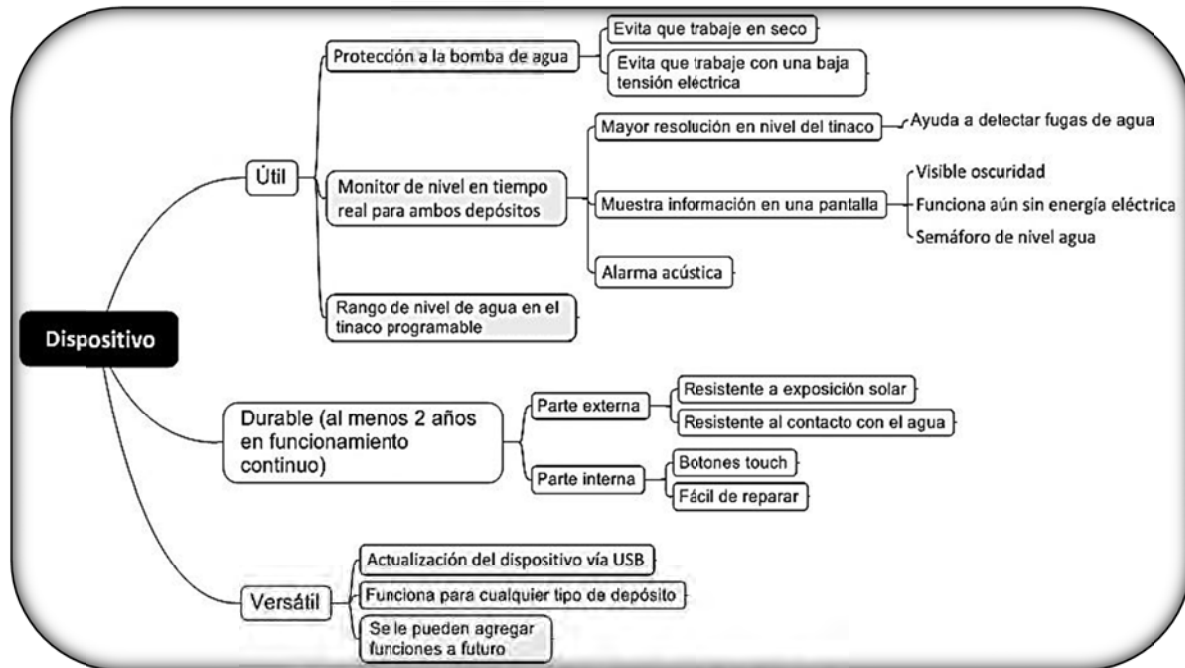 Dispositivo
Útil
Protección a la bomba de agua
Evita que trabaje en seco
Evita que trabaje con una baja
tensión eléctrica
Monitor de nivel en tiempo
real para ambos depósitos
Mayor resolución en nivel del tinaco
Ayuda a detectar fugas de agua
Muestra información en una pantalla
Visible oscuridad
Funciona aún sin energía eléctrica
Semáforo de nivel agua
Alarma acústica
Rango de nivel de agua en el
tinaco programable
Durable (al menos 2 años
en funcionamiento
continuo)
Parte externa
Resistente a exposición solar
Resistente al contacto con el agua
Parte interna
Botones touch
Fácil de reparar
Versátil
Actualización del dispositivo vía USB
Funciona para cualquier tipo de depósito
Se le pueden agregar
funciones a futuro